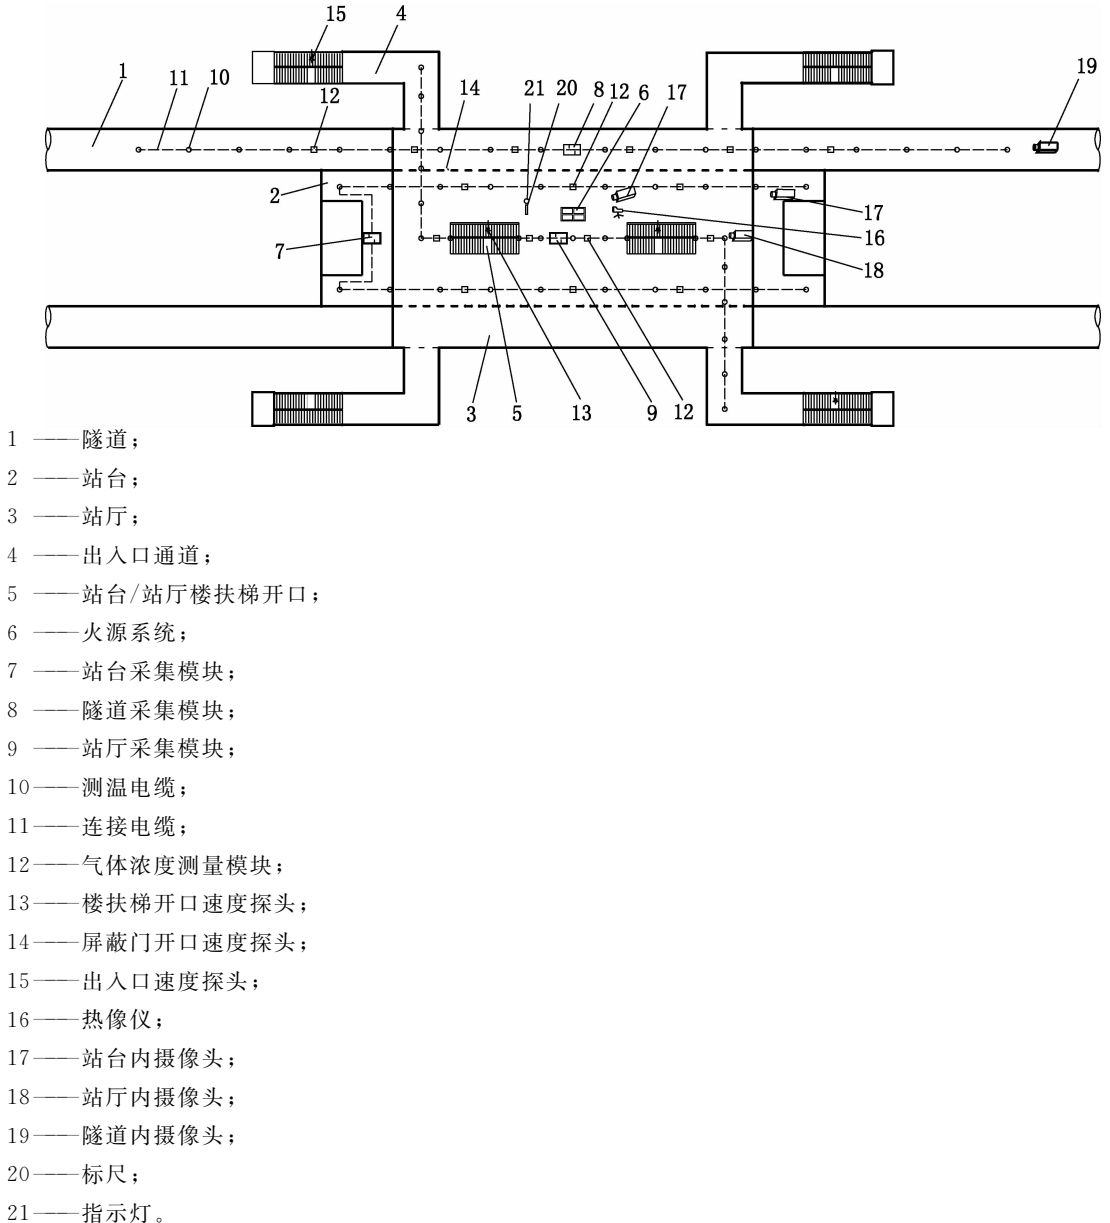 15 4
1 11 10 12 14 21 20 8 12 6 17 19
2 17
7 16
18
3 5 13 9 12
1 ——隧道；
2 ——站台；
3 ——站厅；
4 ——出入口通道；
5 ——站台/站厅楼扶梯开口；
6 ——火源系统；
7 ——站台采集模块；
8 ——隧道采集模块；
9 ——站厅采集模块；
10——测温电缆；
11——连接电缆；
12——气体浓度测量模块；
13——楼扶梯开口速度探头；
14——屏蔽门开口速度探头；
15——出入口速度探头；
16——热像仪；
17——站台内摄像头；
18——站厅内摄像头；
19——隧道内摄像头；
20——标尺；
21——指示灯。